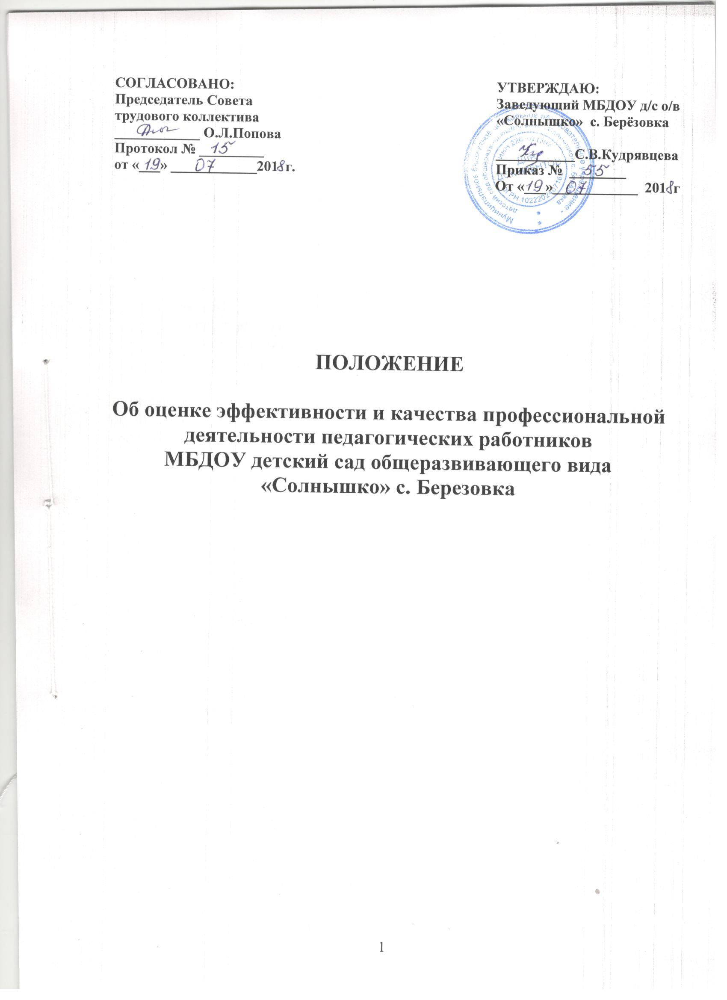 СОГЛАСОВАНО:
Председатель Совета
трудового коллектива
О.Л.Попова
Протокол № 15
от «19» 07 2018г.
УТВЕРЖДАЮ:
Заведующий МБДОУ д/с о/в
«Солнышко» с. Берёзовка
С.В.Кудрявцева
Приказ № 55
От «19» 07 2018г
ПОЛОЖЕНИЕ
Об оценке эффективности и качества профессиональной
деятельности педагогических работников
МБДОУ детский сад общеразвивающего вида
«Солнышко» с. Березовка
1